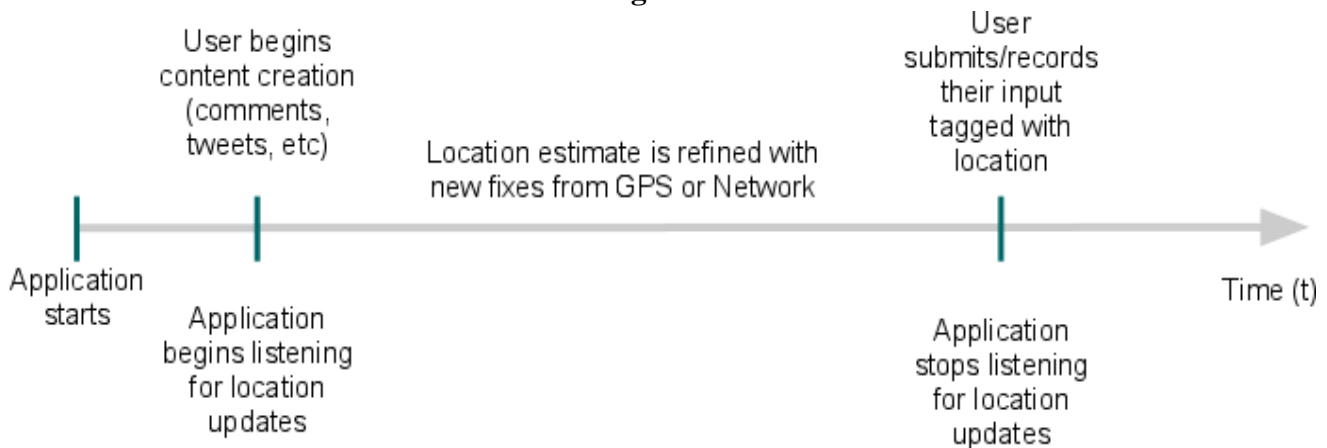 User begins
content creation
(comments,
tweets, etc)
User
submits/records
their input
tagged with
location
Location estimate is refined with
new fixes from GPS or Network
Application
starts
Application
begins listening
for location
updates
Application
stops listening
for location
updates
Time (t)